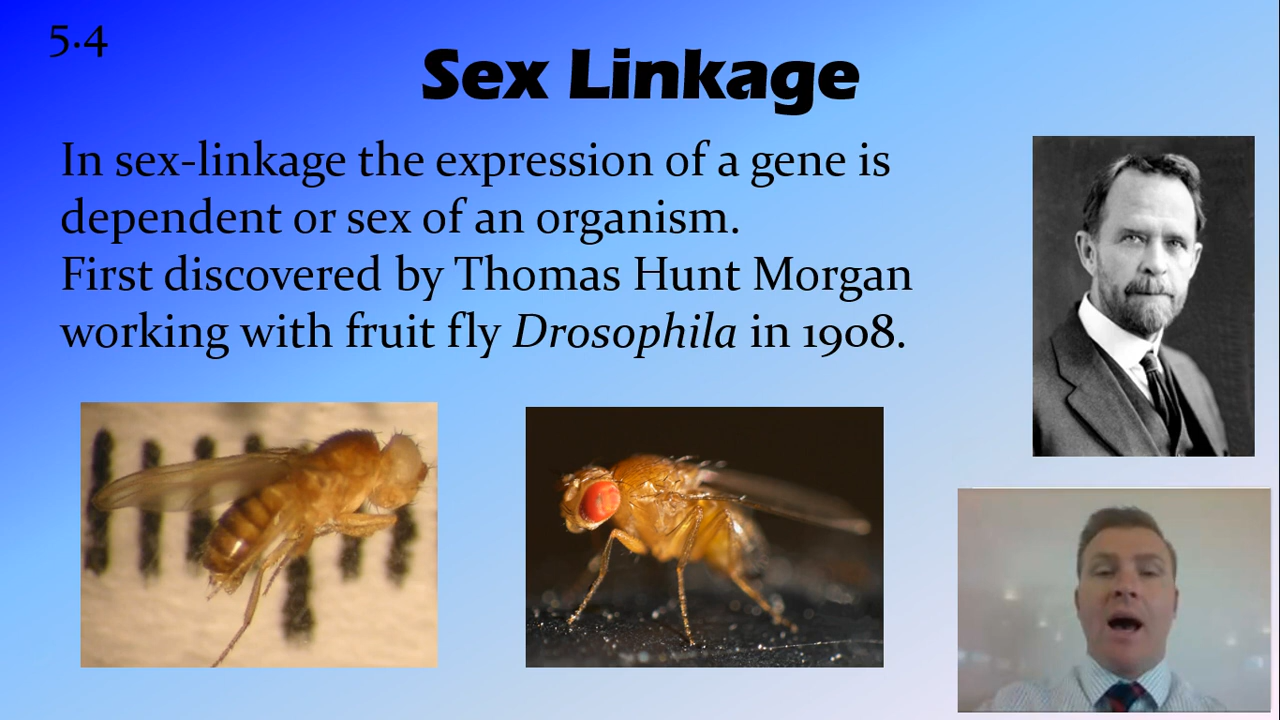 5.4
Sex Linkage
In sex-linkage the expression of a gene is
dependent or sex of an organism.
First discovered by Thomas Hunt Morgan
working with fruit fly Drosophila in 1908.